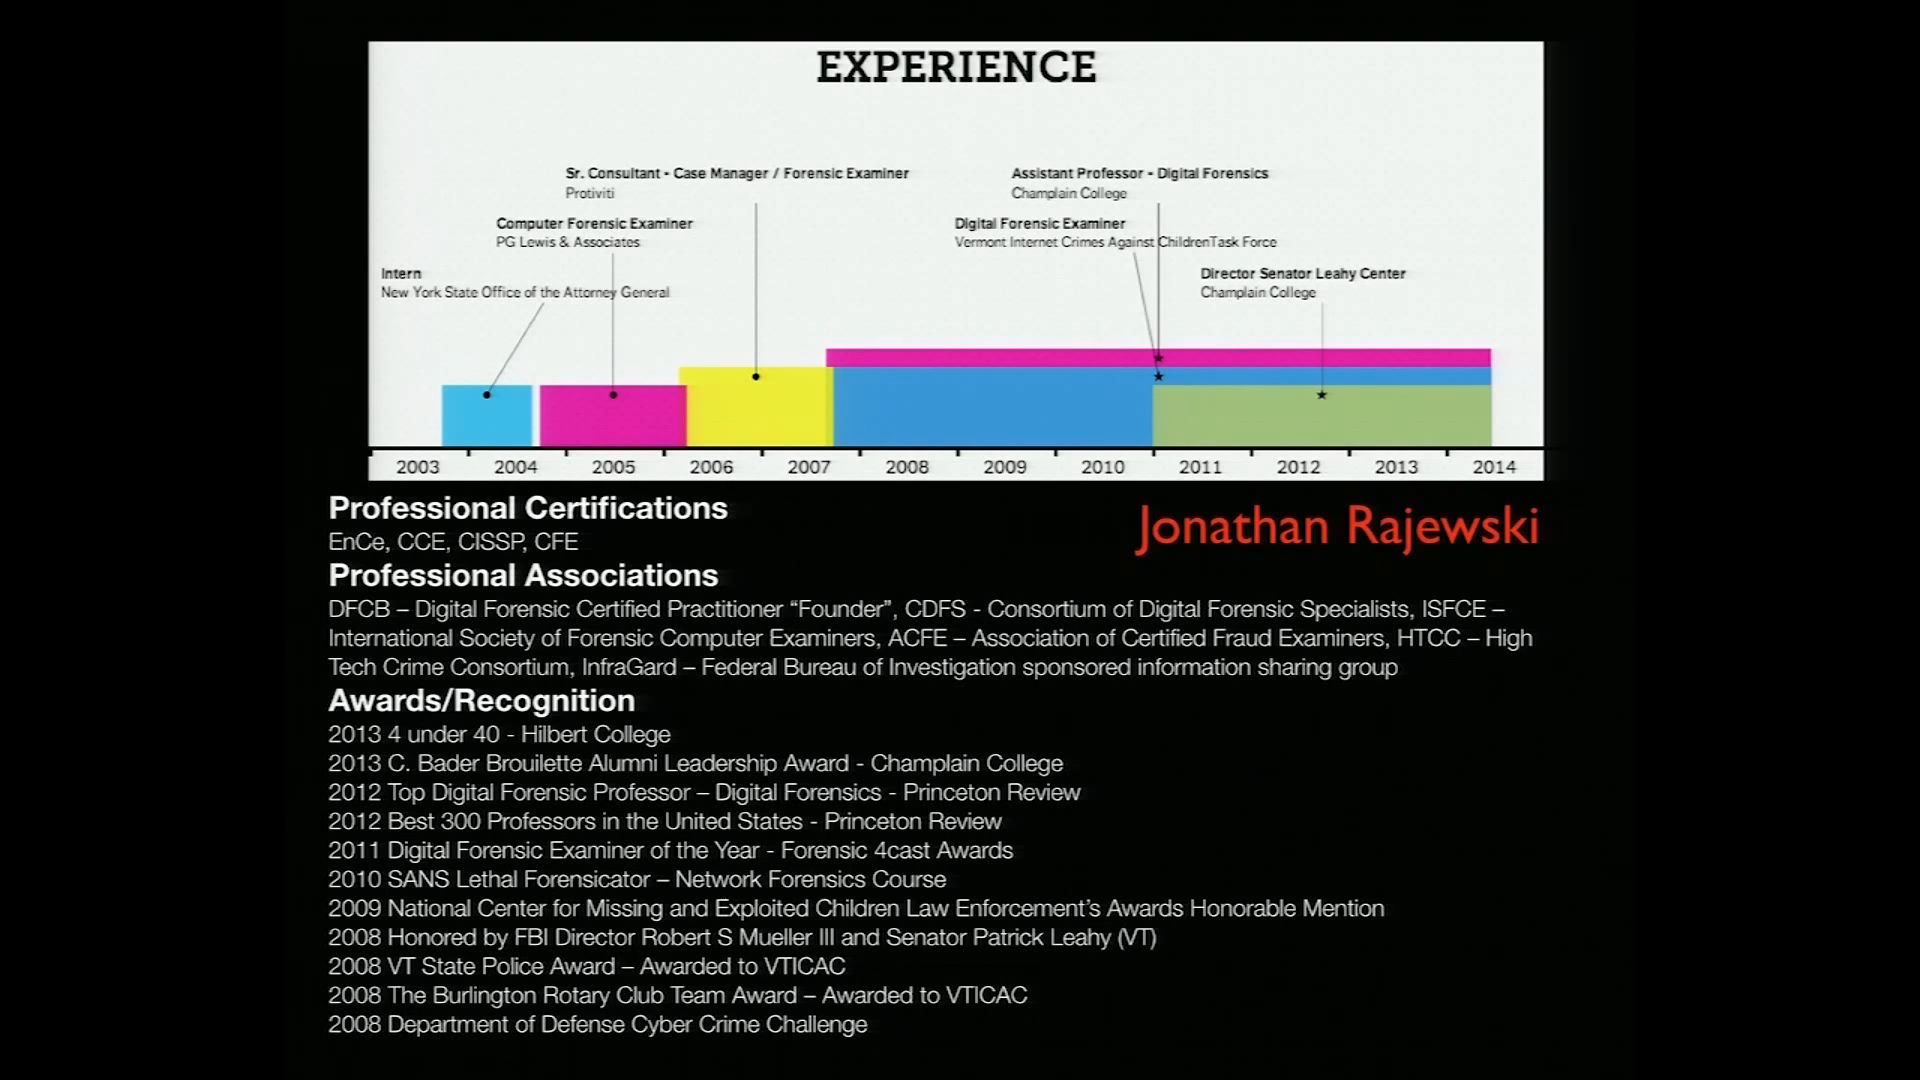 EXPERIENCE
Sr. Consultant - Case Manager / Forensic Examiner
Protiviti
Assistant Professor - Digital Forensics
Champlain College
Computer Forensic Examiner
PG Lewis & Associates
Digital Forensic Examiner
Vermont Internet Crimes Against ChildrenTask Force
Intern
New York State Office of the Attorney General
Director Senator Leahy Center
Champlain College
2003 2004 2005 2006 2007 2008 2009 2010 2011 2012 2013 2014
Jonathan Rajewski
Professional Certifications
EnCe, CCE, CISSP, CFE
Professional Associations
DFCB – Digital Forensic Certified Practitioner “Founder”, CDFS - Consortium of Digital Forensic Specialists, ISFCE –
International Society of Forensic Computer Examiners, ACFE – Association of Certified Fraud Examiners, HTCC – High
Tech Crime Consortium, InfraGard – Federal Bureau of Investigation sponsored information sharing group
Awards/Recognition
2013 4 under 40 - Hilbert College
2013 C. Bader Brouilette Alumni Leadership Award - Champlain College
2012 Top Digital Forensic Professor – Digital Forensics - Princeton Review
2012 Best 300 Professors in the United States - Princeton Review
2011 Digital Forensic Examiner of the Year - Forensic 4cast Awards
2010 SANS Lethal Forensicator – Network Forensics Course
2009 National Center for Missing and Exploited Children Law Enforcement’s Awards Honorable Mention
2008 Honored by FBI Director Robert S Mueller III and Senator Patrick Leahy (VT)
2008 VT State Police Award – Awarded to VTICAC
2008 The Burlington Rotary Club Team Award – Awarded to VTICAC
2008 Department of Defense Cyber Crime Challenge